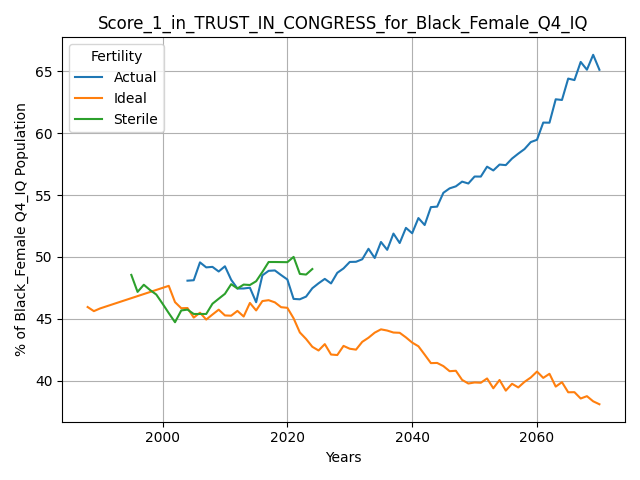 Score_1_in_TRUST_IN_CONGRESS_for_Black_Female_Q4_IQ
Fertility
Actual
Ideal
Sterile
% of Black_Female Q4_IQ Population
65
60
55
50
45
40
2000
2020
2040
2060
Years